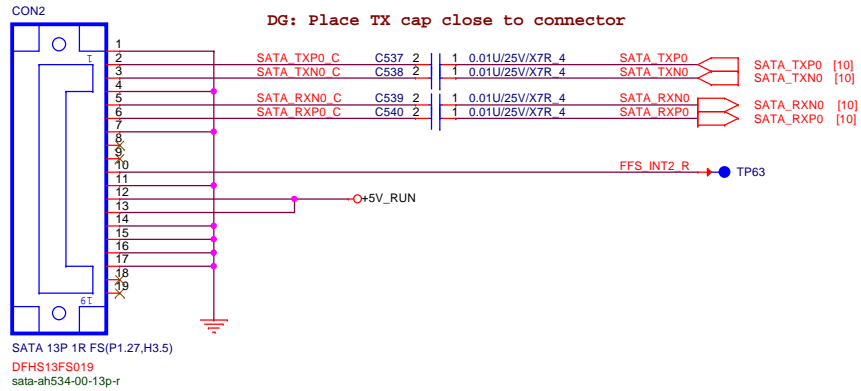 CON2
DG: Place TX cap close to connector
1
1
2 SATA_TXP0_C C537 2 1 0.01U/25V/X7R_4 SATA_TXP0 SATA_TXP0 [10]
3 SATA_TXN0_C C538 2 1 0.01U/25V/X7R_4 SATA_TXN0 SATA_TXN0 [10]
4
5 SATA_RXN0_C C539 2 1 0.01U/25V/X7R_4 SATA_RXN0 SATA_RXN0 [10]
6 SATA_RXP0_C C540 2 1 0.01U/25V/X7R_4 SATA_RXP0 SATA_RXP0 [10]
7
8
9
10 FFS_INT2_R TP63
11
12 +5V_RUN
13
14
15
16
17
18
19
19
SATA 13P 1R FS(P1.27,H3.5)
DFHS13FS019
sata-ah534-00-13p-r